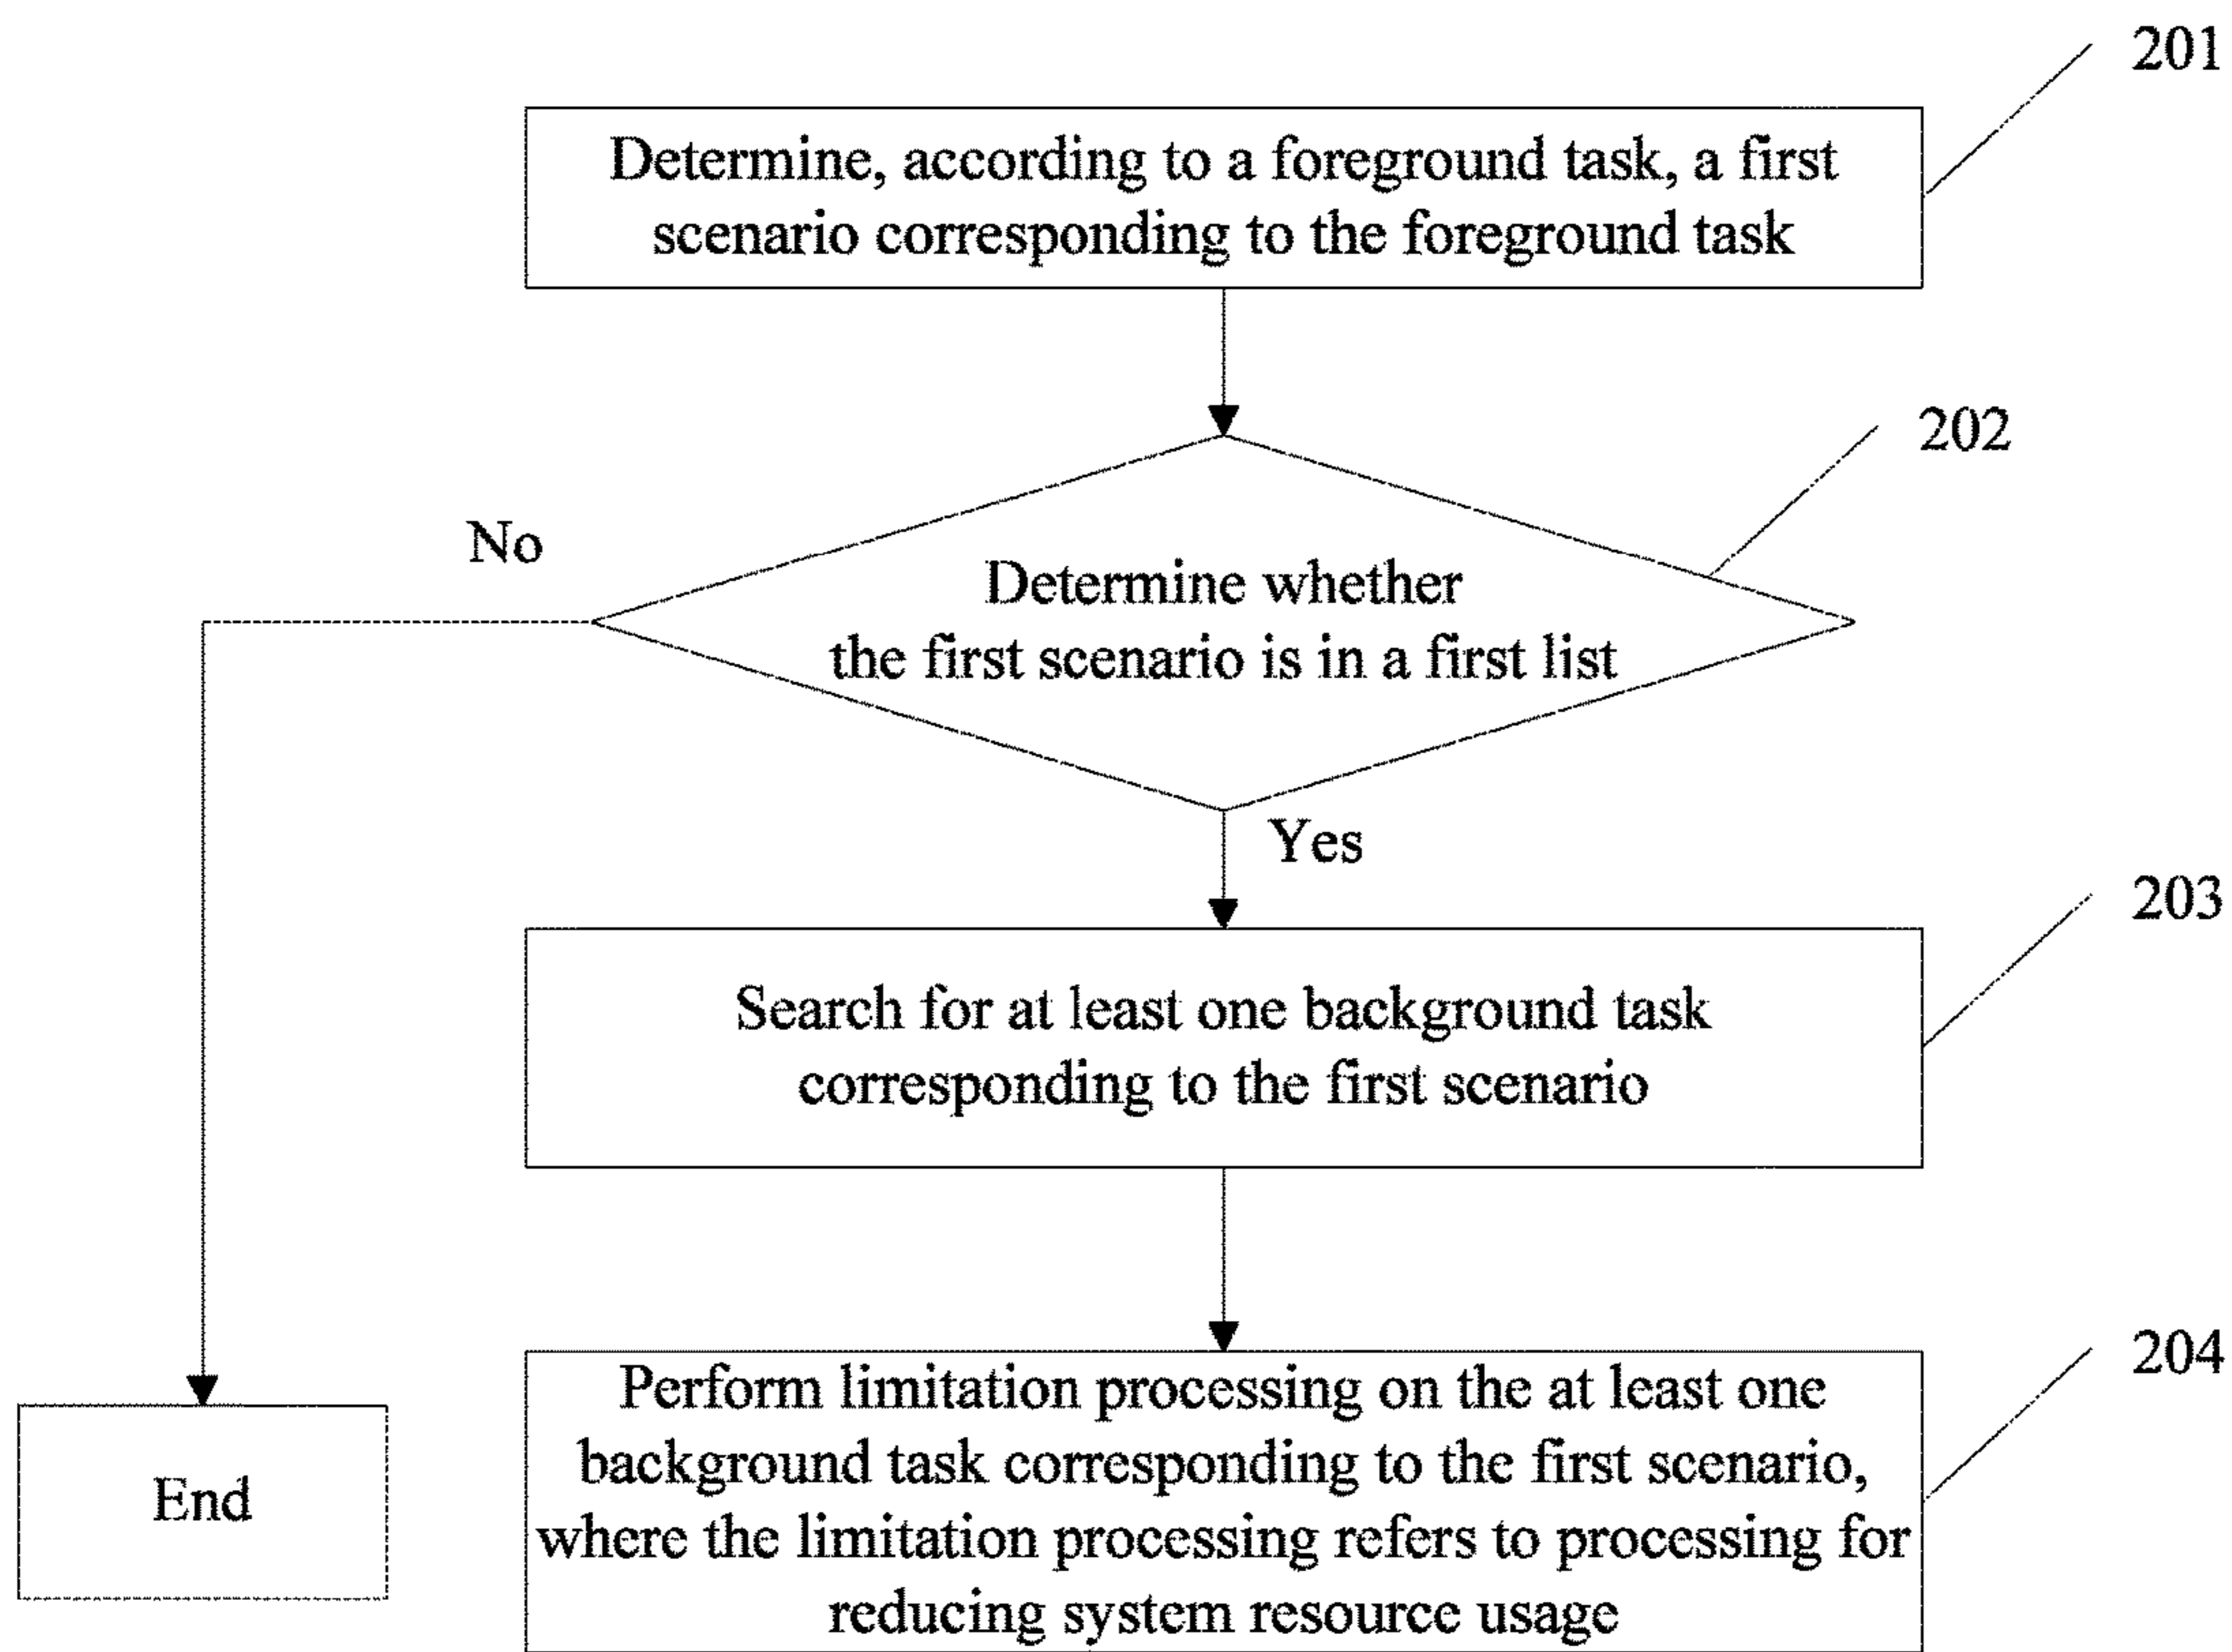 201
Determine, according to a foreground task, a first
scenario corresponding to the foreground task
202
No
Determine whether
the first scenario is in a first list
Yes
203
Search for at least one background task
corresponding to the first scenario
204
Perform limitation processing on the at least one
background task corresponding to the first scenario,
where the limitation processing refers to processing for
reducing system resource usage
End